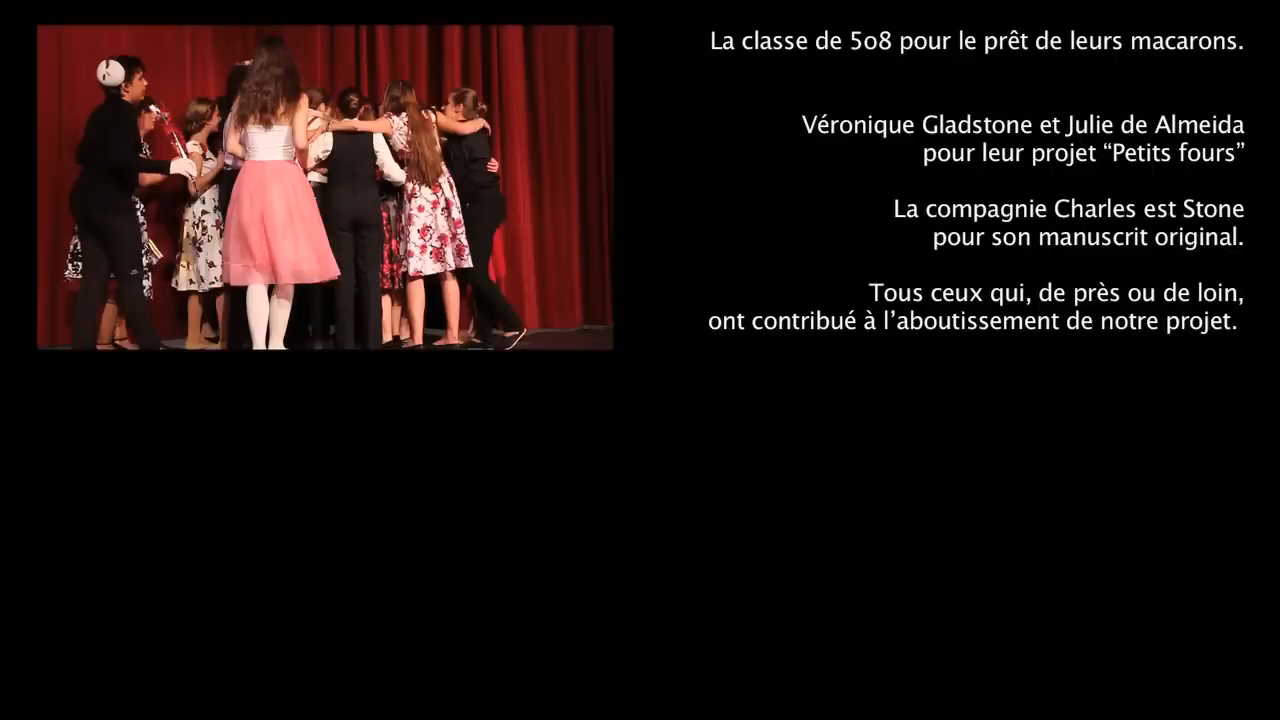 La classe de 5o8 pour le prêt de leurs macarons.
Véronique Gladstone et Julie de Almeida
pour leur projet “Petits fours”
La compagnie Charles est Stone
pour son manuscrit original.
Tous ceux qui, de près ou de loin,
ont contribué à l’aboutissement de notre projet.